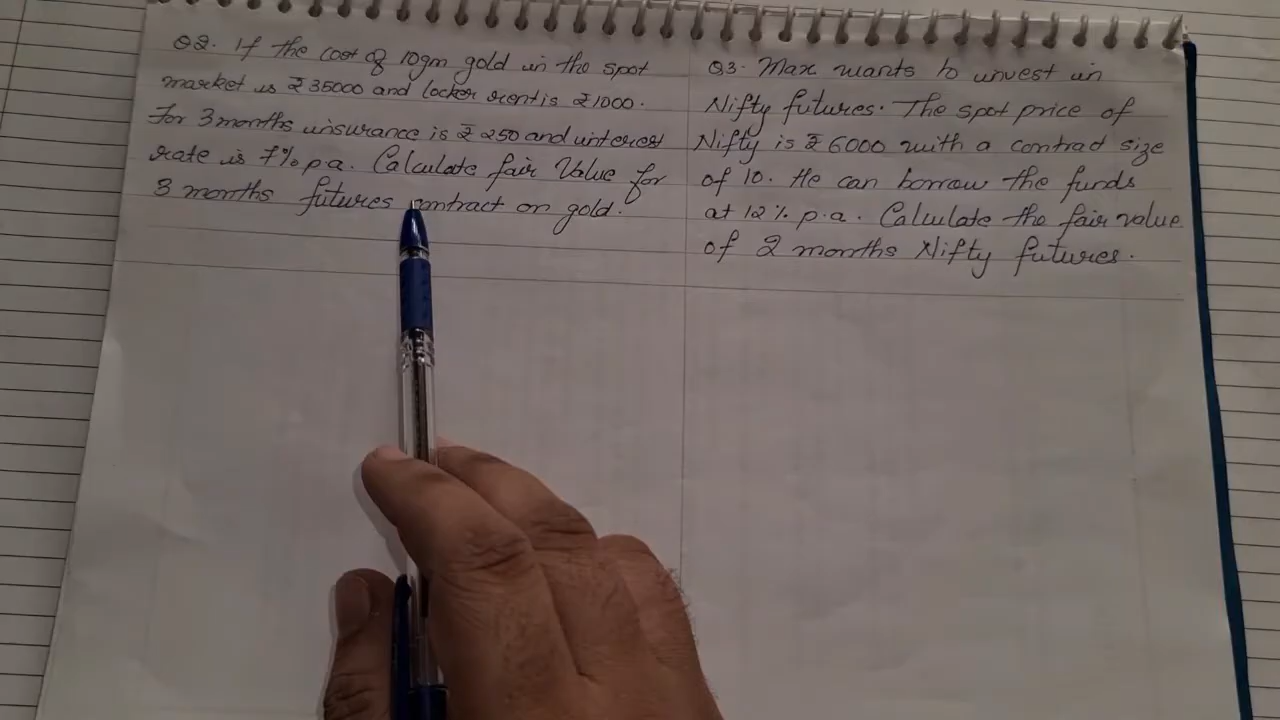 Q2. If the cost of 10gm gold in the spot
market is ₹35000 and locker rent is ₹1000.
For 3 months insurance is ₹250 and interest
rate is 7% p.a. Calculate fair Value for
3 months futures contract on gold.
Q3. Max wants to invest in
Nifty futures. The spot price of
Nifty is ₹6000 with a contract size
of 10. He can borrow the funds
at 12% p.a. Calculate the fair value
of 2 months Nifty futures.